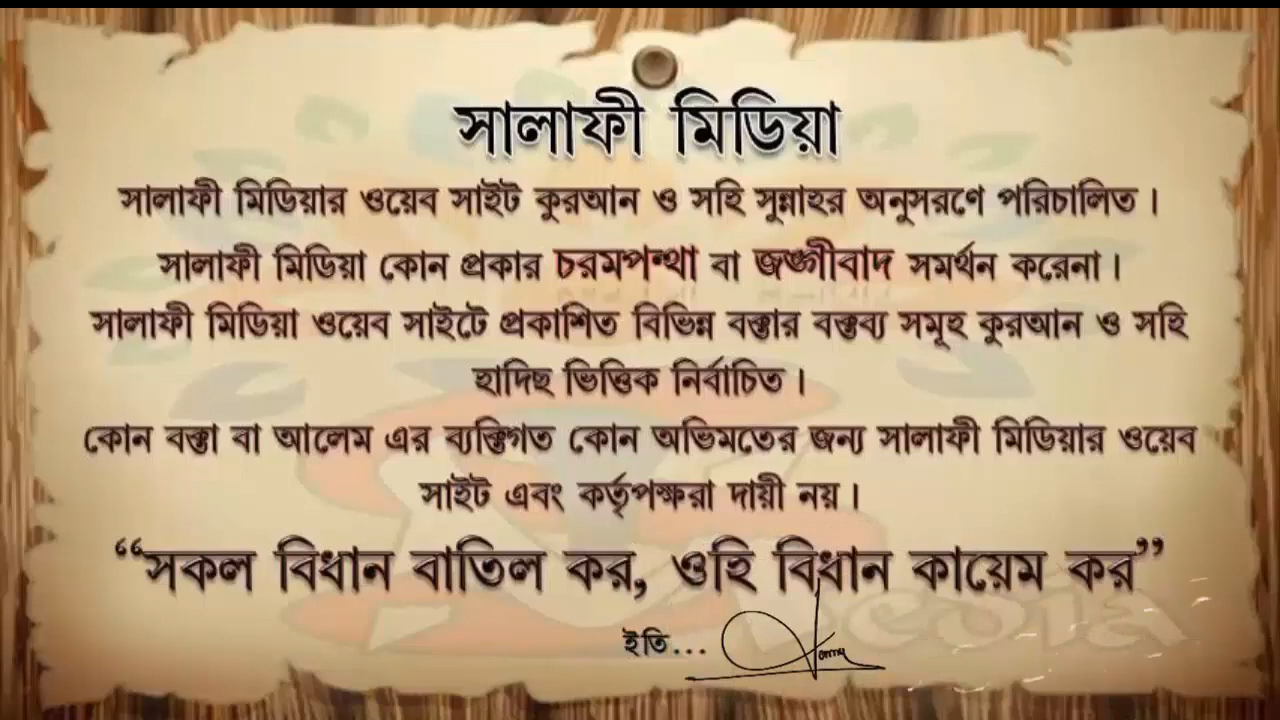 সালাফী মিডিয়া
সালাফী মিডিয়ার ওয়েব সাইট কুরআন ও সহি সুন্নাহর অনুসরণে পরিচালিত।
সালাফী মিডিয়া কোন প্রকার চরমপন্থা বা জঙ্গীবাদ সমর্থন করেনা।
সালাফী মিডিয়া ওয়েব সাইটে প্রকাশিত বিভিন্ন বক্তার বক্তব্য সমূহ কুরআন ও সহি
হাদিছ ভিত্তিক নির্বাচিত।
কোন বক্তা বা আলেম এর ব্যক্তিগত কোন অভিমতের জন্য সালাফী মিডিয়ার ওয়েব
সাইট এবং কর্তৃপক্ষরা দায়ী নয়।
“সকল বিধান বাতিল কর, ওহি বিধান কায়েম কর”
ইতি...